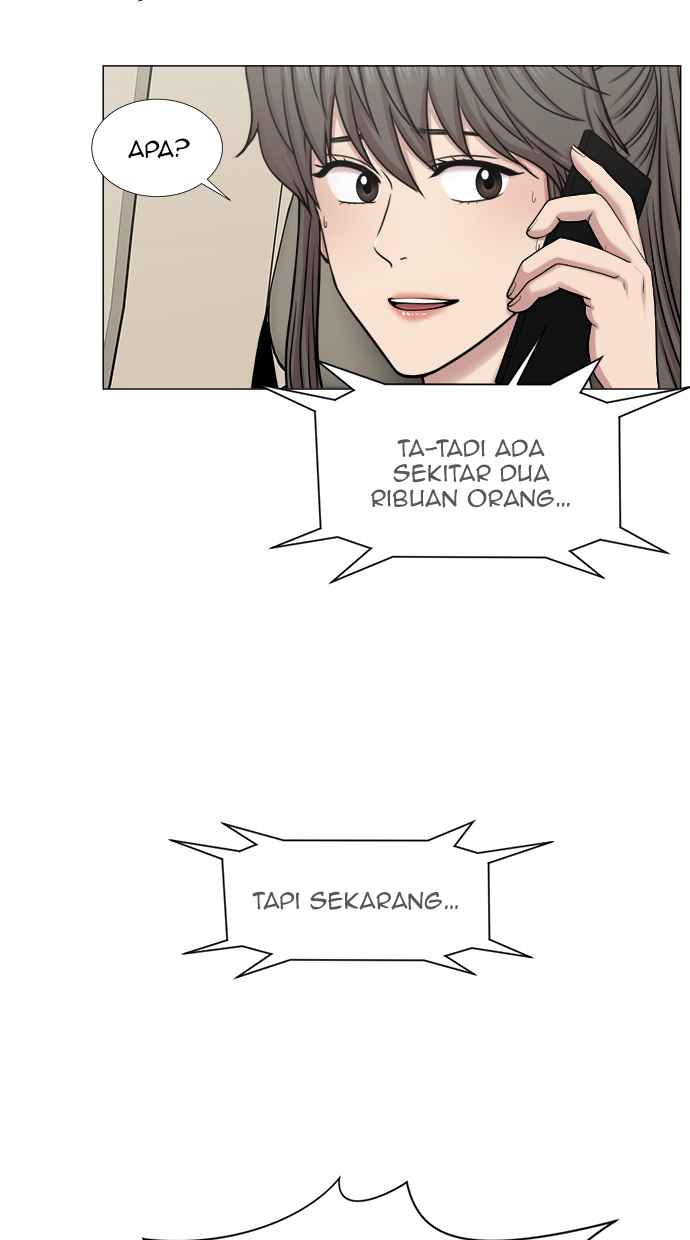 APA?
TA-TADI ADA
SEKITAR DUA
RIBUAN ORANG...
TAPI SEKARANG...